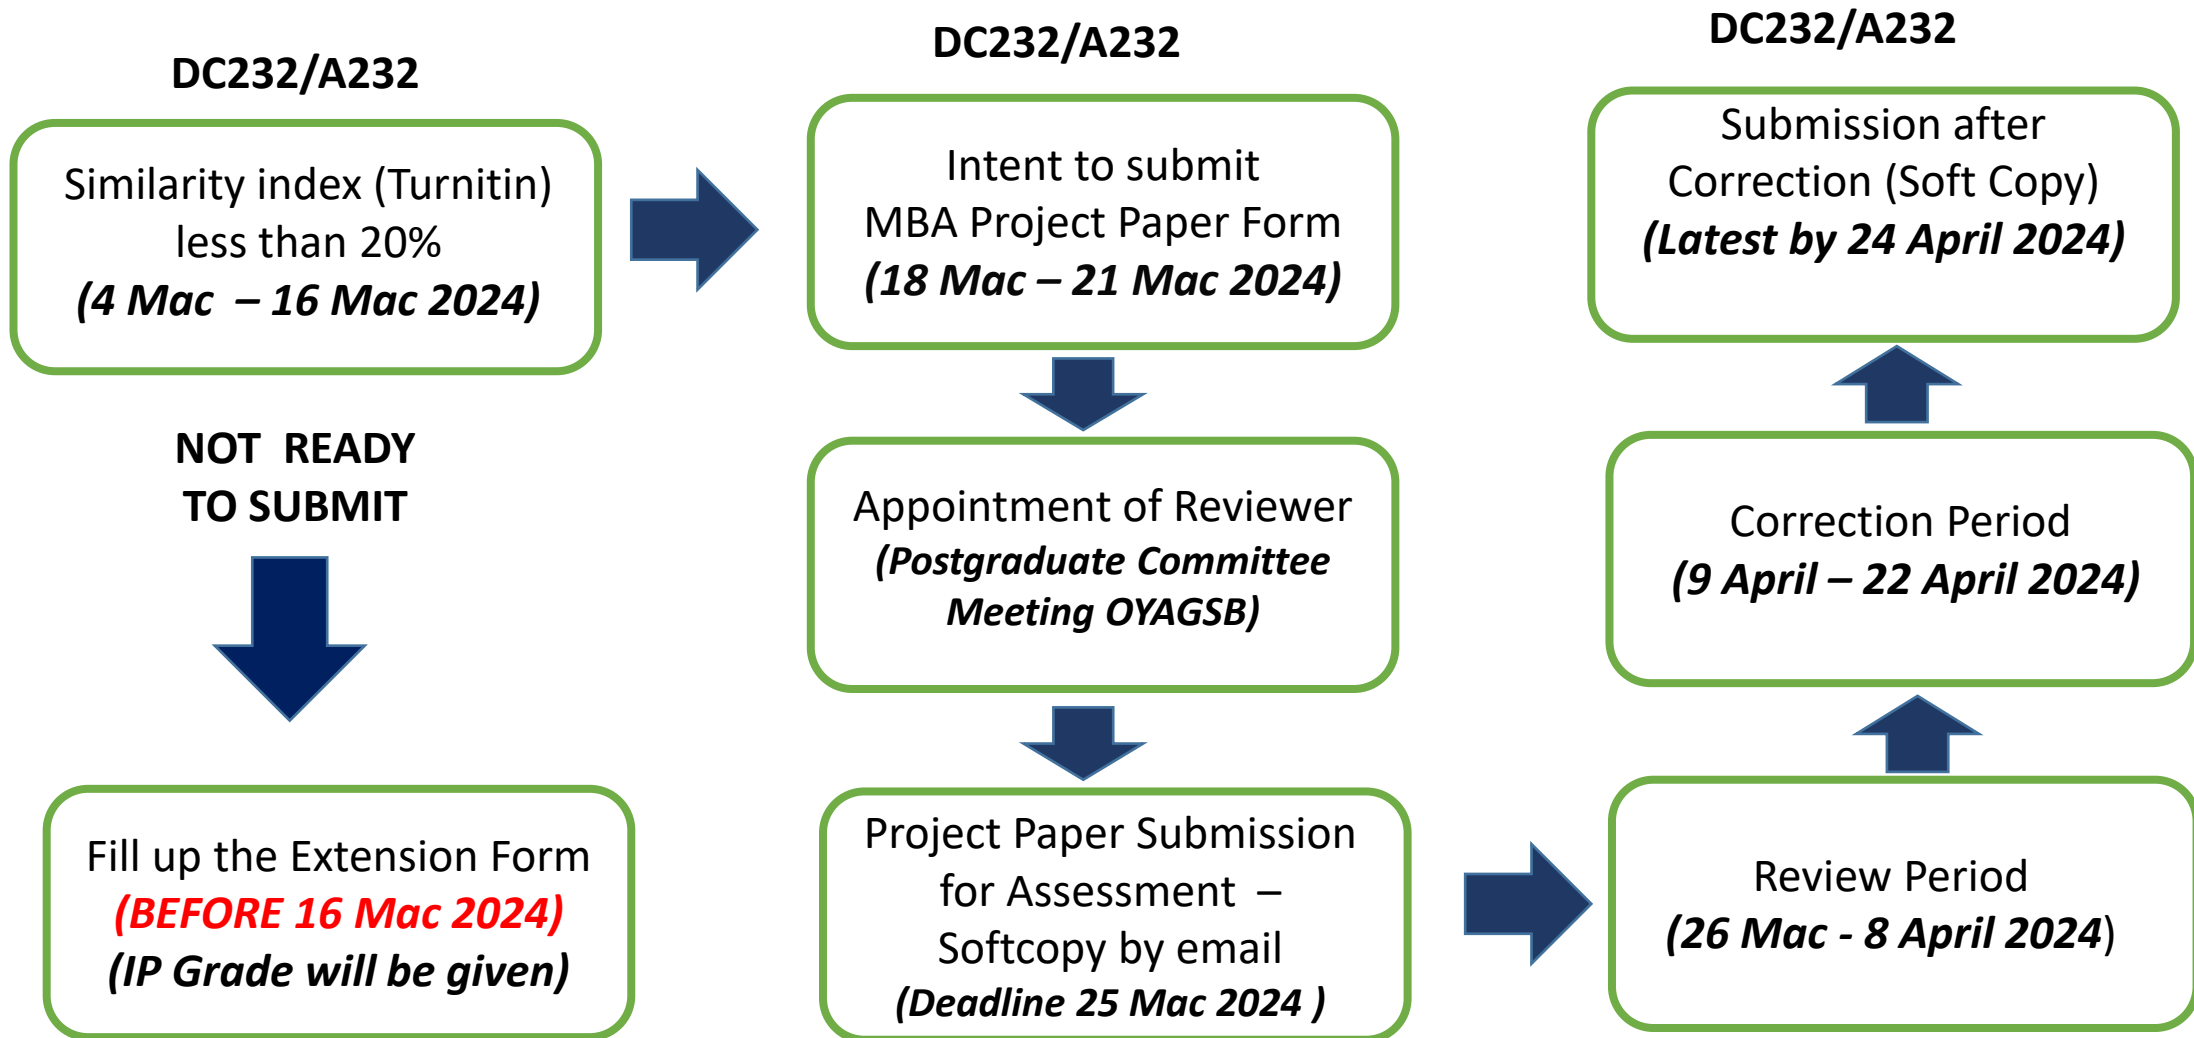 DC232/A232
Similarity index (Turnitin)
less than 20%
(4 Mac – 16 Mac 2024)
NOT READY
TO SUBMIT
Fill up the Extension Form
(BEFORE 16 Mac 2024)
(IP Grade will be given)
DC232/A232
Intent to submit
MBA Project Paper Form
(18 Mac – 21 Mac 2024)
Appointment of Reviewer
(Postgraduate Committee
Meeting OYAGSB)
Project Paper Submission
for Assessment –
Softcopy by email
(Deadline 25 Mac 2024 )
DC232/A232
Submission after
Correction (Soft Copy)
(Latest by 24 April 2024)
Correction Period
(9 April – 22 April 2024)
Review Period
(26 Mac - 8 April 2024)